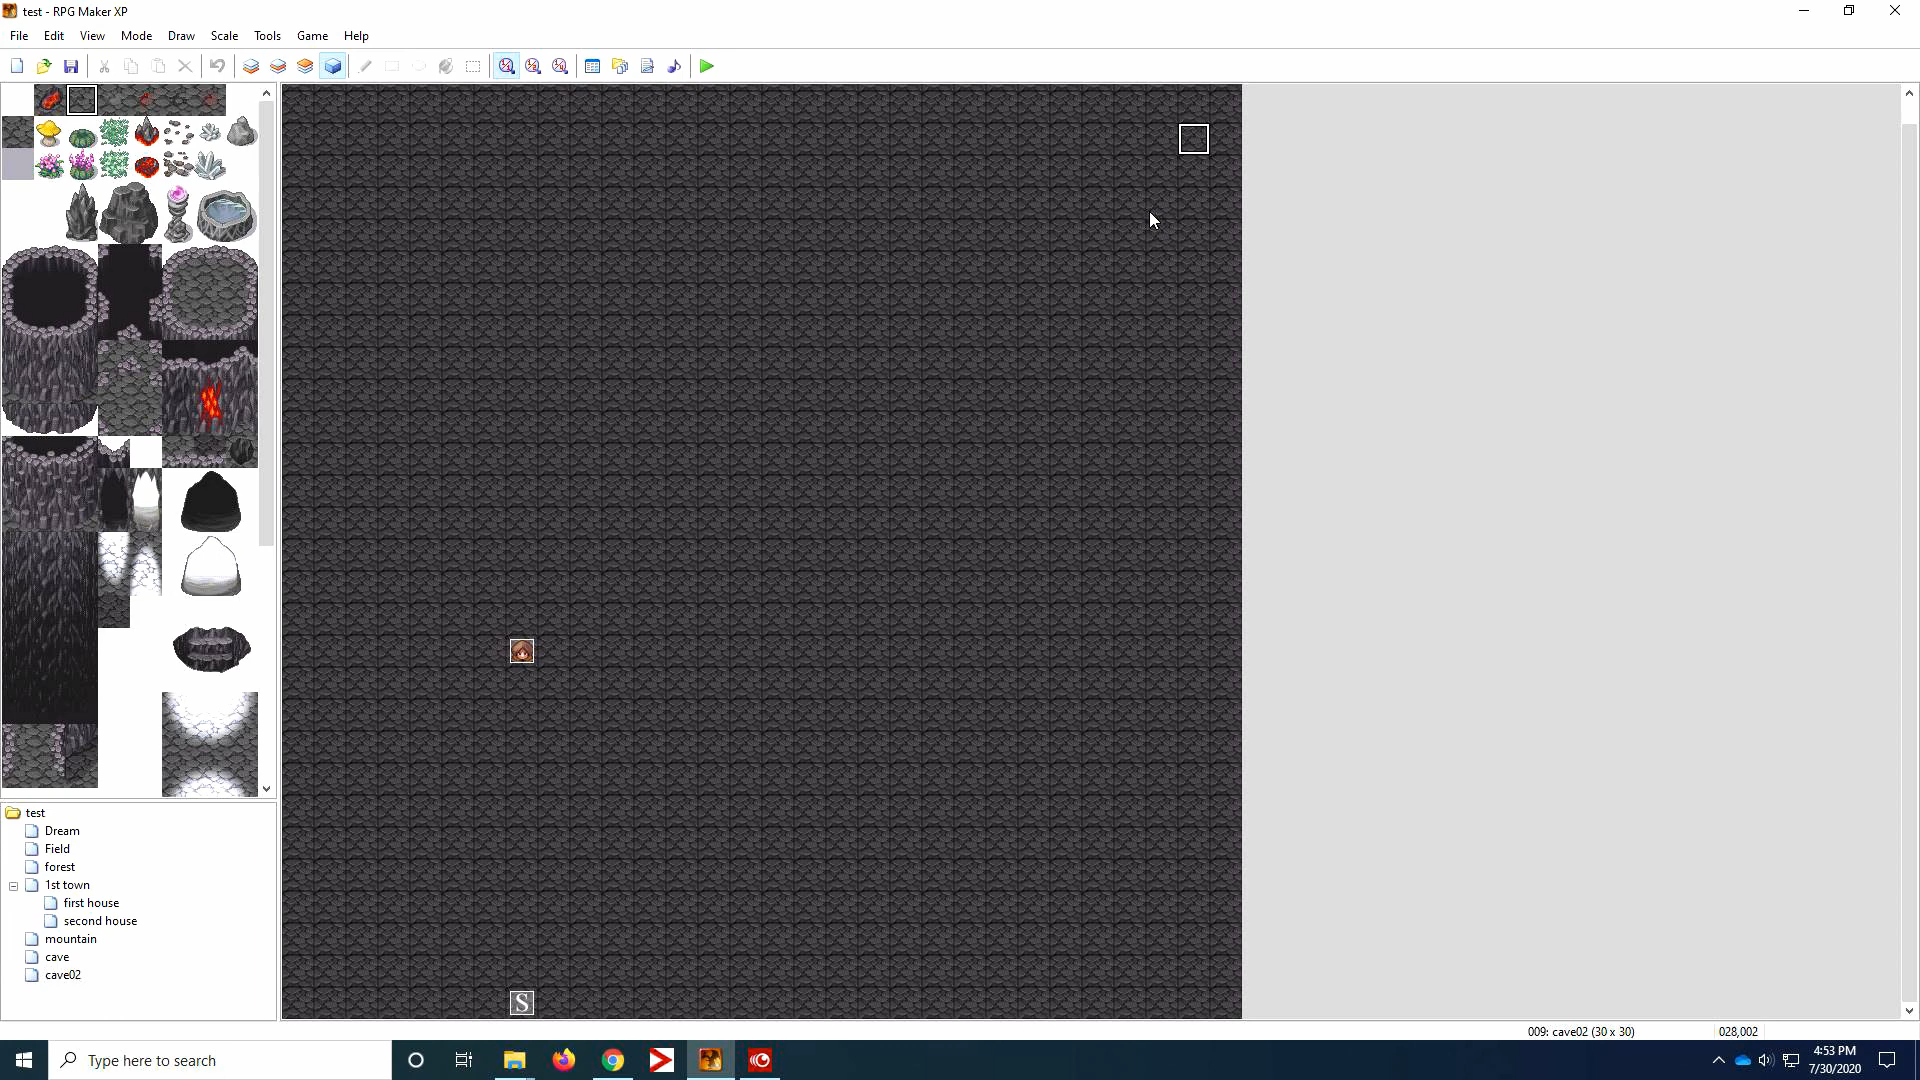 test - RPG Maker XP
File Edit View Mode Draw Scale Tools Game Help
S
test
Dream
Field
forest
1st town
first house
second house
mountain
cave
cave02
009: cave02 (30 x 30) 028,002
Type here to search
4:53 PM
7/30/2020